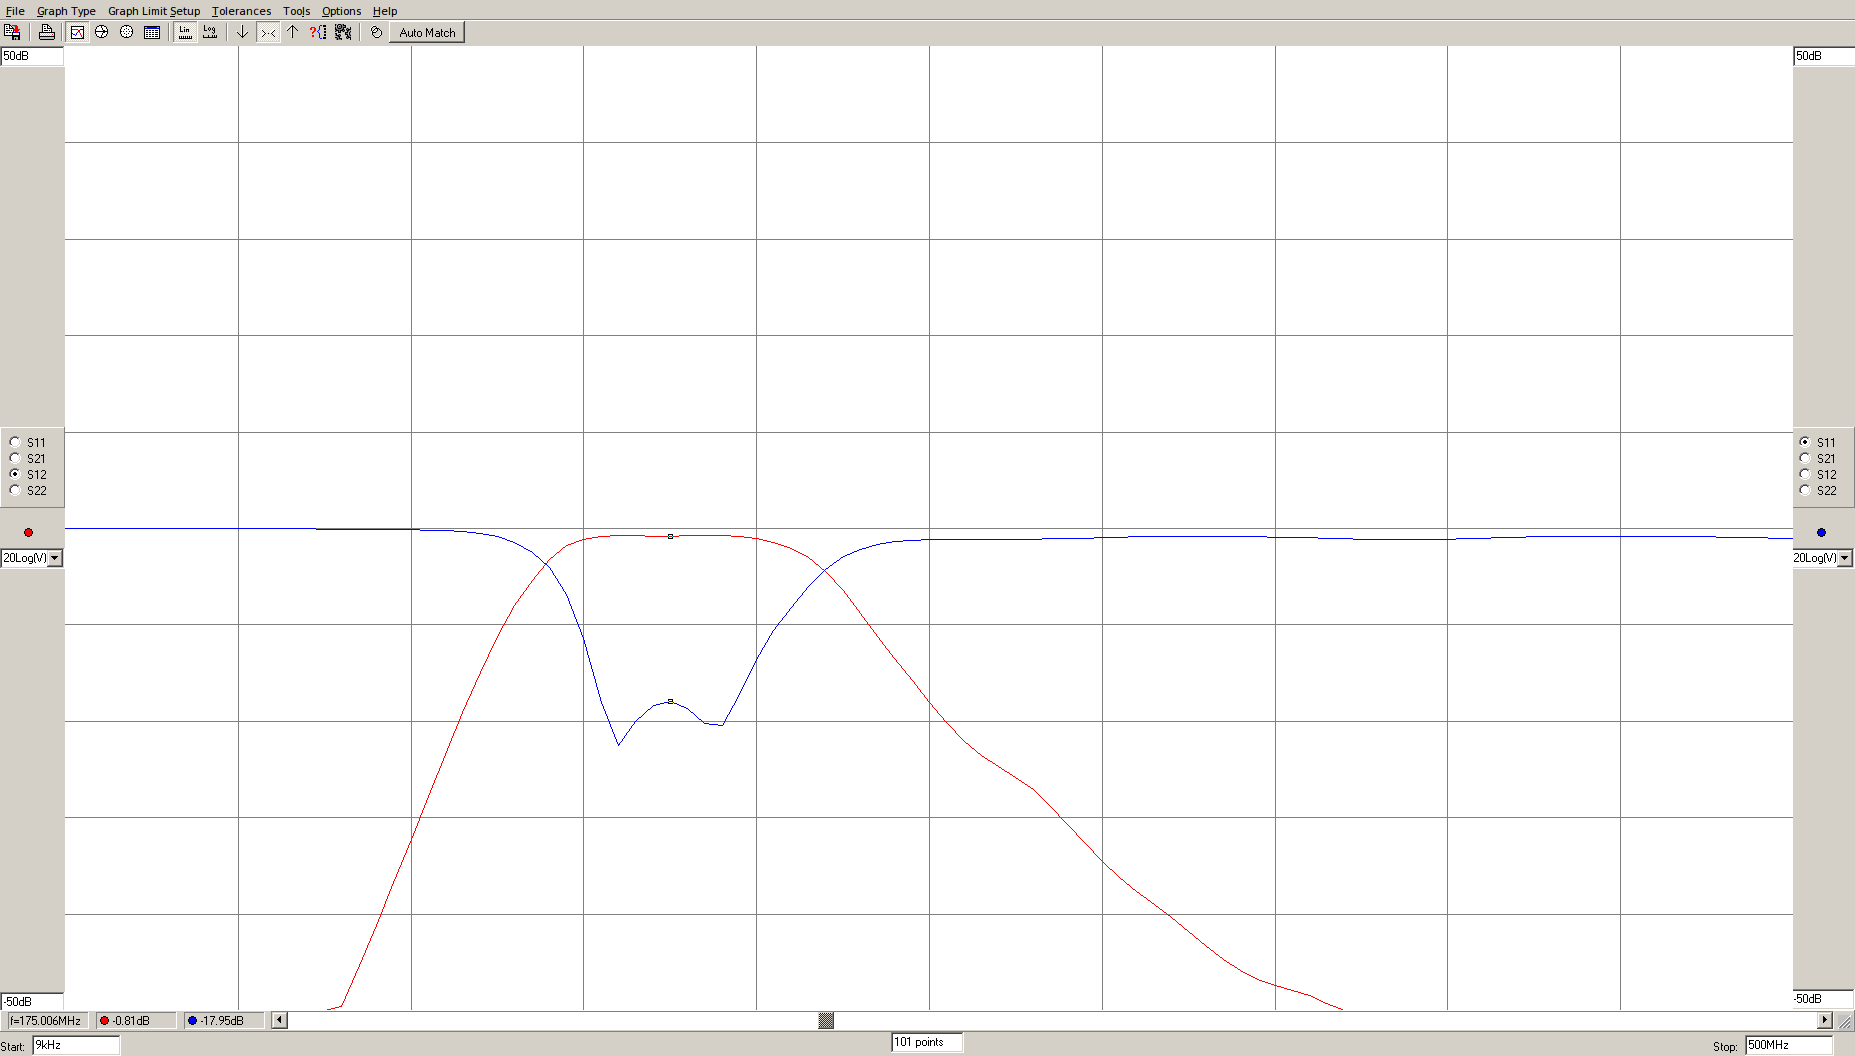 File Graph Type Graph Limit Setup Tolerances Tools Options Help
Lin Log ?{} Auto Match
50dB 50dB
S11 S11
S21 S21
S12 S12
S22 S22
20Log(V) 20Log(V)
-50dB -50dB
f=175.006MHz -0.81dB -17.95dB
Start: 9kHz 101 points Stop: 500MHz